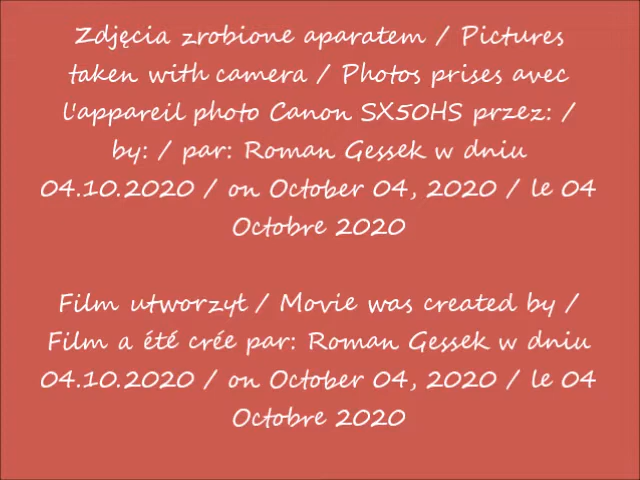 Zdjęcia zrobione aparatem / Pictures
taken with camera / Photos prises avec
l'appareil photo Canon SX50HS przez: /
by: / par: Roman Gessek w dniu
04.10.2020 / on October 04, 2020 / le 04
Octobre 2020
Film utworzył / Movie was created by /
Film a été crée par: Roman Gessek w dniu
04.10.2020 / on October 04, 2020 / le 04
Octobre 2020